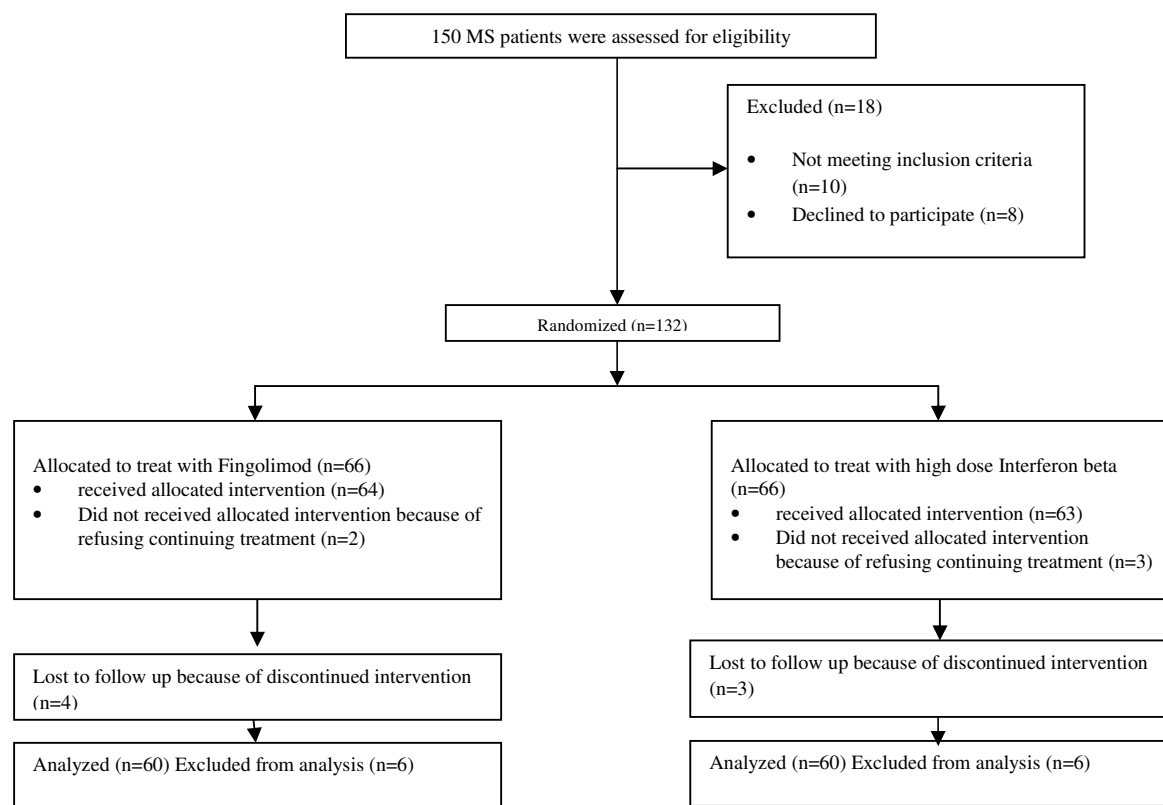 150 MS patients were assessed for eligibility
Excluded (n=18)
• Not meeting inclusion criteria
(n=10)
• Declined to participate (n=8)
Randomized (n=132)
Allocated to treat with Fingolimod (n=66)
• received allocated intervention (n=64)
• Did not received allocated intervention because of
refusing continuing treatment (n=2)
Allocated to treat with high dose Interferon beta
(n=66)
• received allocated intervention (n=63)
• Did not received allocated intervention
because of refusing continuing treatment (n=3)
Lost to follow up because of discontinued intervention
(n=4)
Lost to follow up because of discontinued intervention
(n=3)
Analyzed (n=60) Excluded from analysis (n=6)
Analyzed (n=60) Excluded from analysis (n=6)